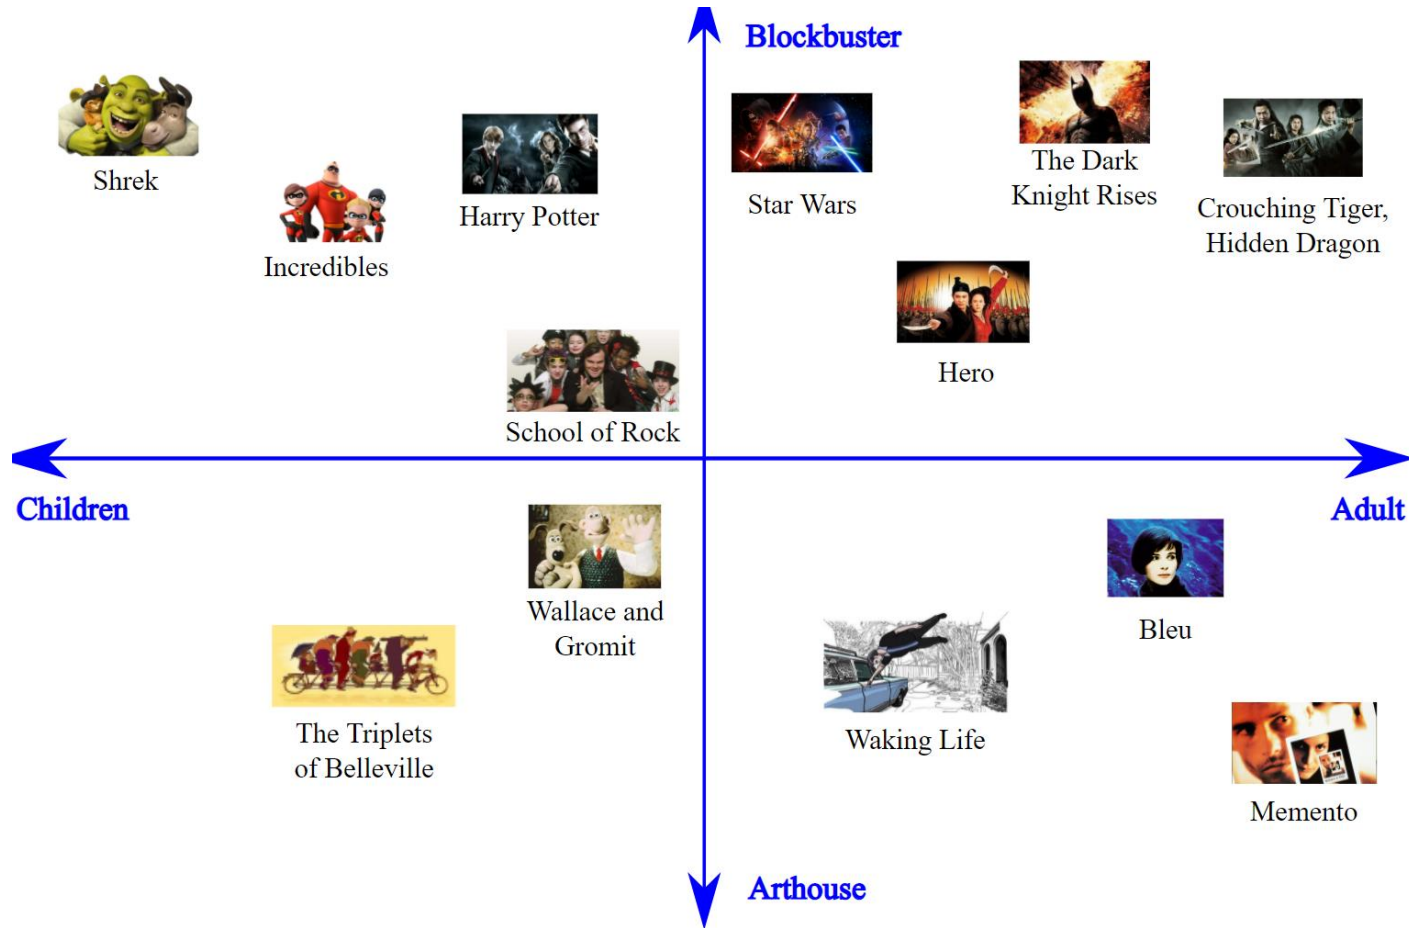 Blockbuster
Shrek
Incredibles
Harry Potter
Star Wars
The Dark
Knight Rises
Crouching Tiger,
Hidden Dragon
Hero
School of Rock
Children
Adult
Wallace and
Gromit
Bleu
The Triplets
of Belleville
Waking Life
Memento
Arthouse